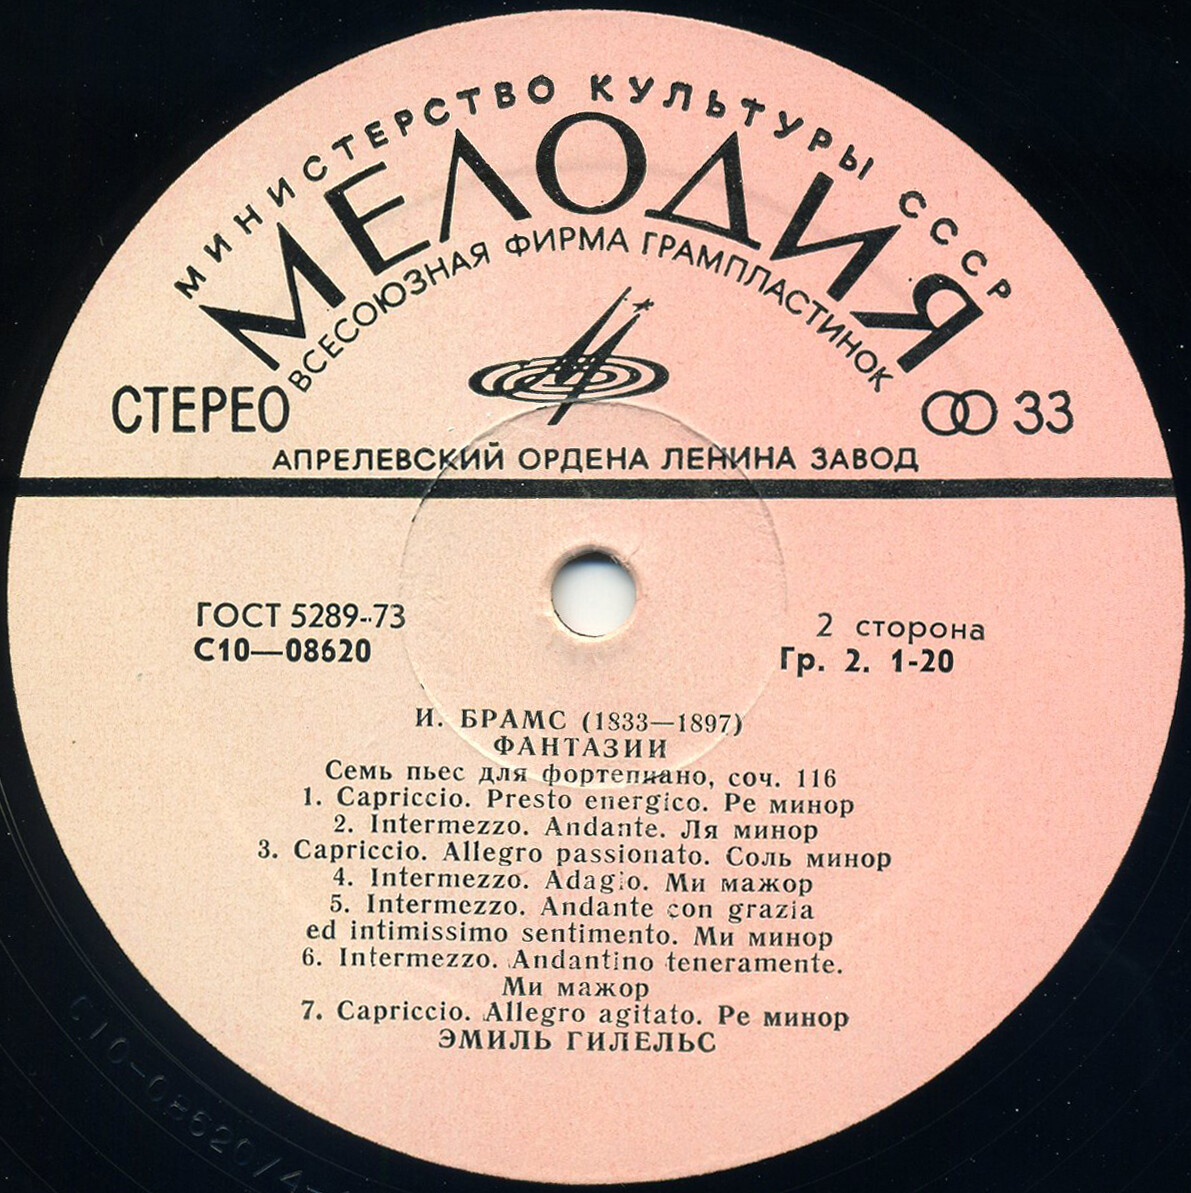 МИНИСТЕРСТВО КУЛЬТУРЫ СССР
МЕЛОДИЯ
ВСЕСОЮЗНАЯ ФИРМА ГРАМПЛАСТИНОК
СТЕРЕО
33
АПРЕЛЕВСКИЙ ОРДЕНА ЛЕНИНА ЗАВОД
ГОСТ 5289-73
С10—08620
2 сторона
Гр. 2. 1-20
И. БРАМС (1833—1897)
ФАНТАЗИИ
Семь пьес для фортепиано, соч. 116
1. Capriccio. Presto energico. Ре минор
2. Intermezzo. Andante. Ля минор
3. Capriccio. Allegro passionato. Соль минор
4. Intermezzo. Adagio. Ми мажор
5. Intermezzo. Andante con grazia
ed intimissimo sentimento. Ми минор
6. Intermezzo. Andantino teneramente.
Ми мажор
7. Capriccio. Allegro agitato. Ре минор
ЭМИЛЬ ГИЛЕЛЬС